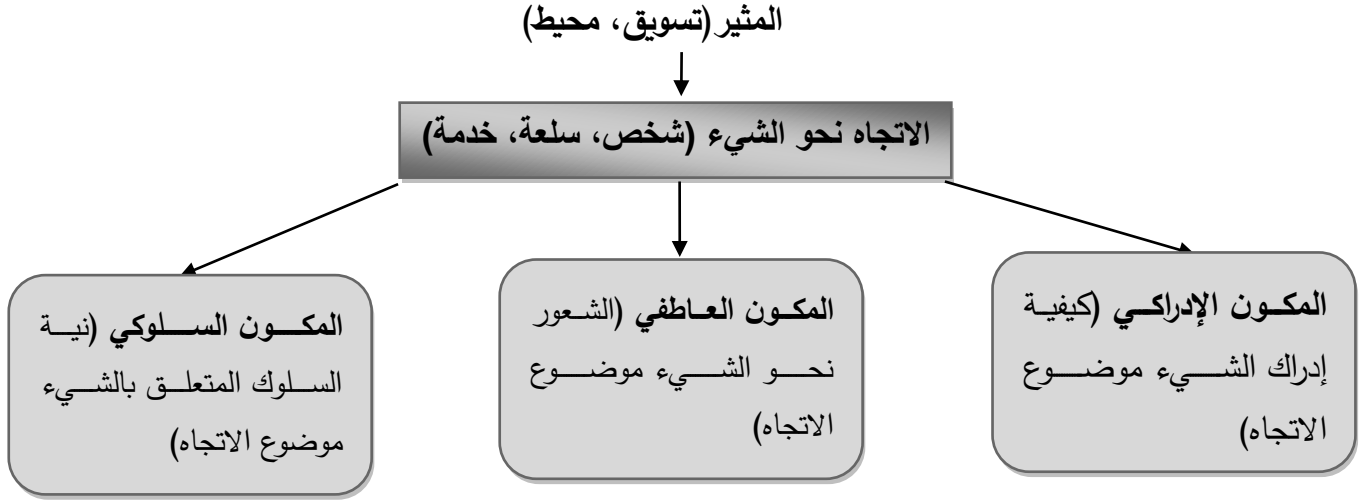 المثير (تسويق، محيط)
الاتجاه نحو الشيء (شخص، سلعة، خدمة)
المكون الإدراكي (كيفية
إدراك الشيء موضوع
الاتجاه)
المكون العاطفي (الشعور
نحو الشيء موضوع
الاتجاه)
المكون السلوكي (نية
السلوك المتعلق بالشيء
موضوع الاتجاه)